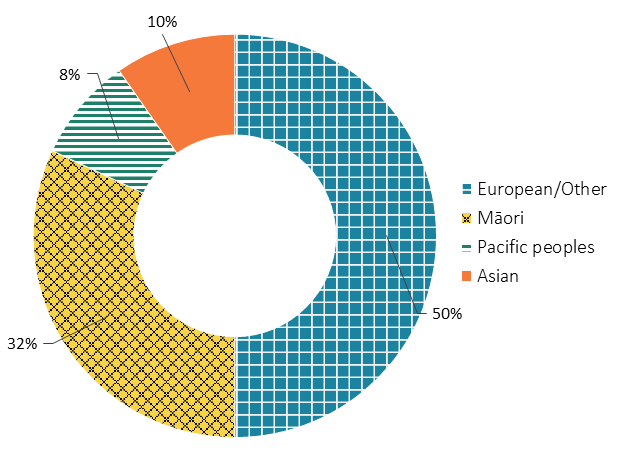 10%
8%
European/Other
Māori
Pacific peoples
Asian
50%
32%